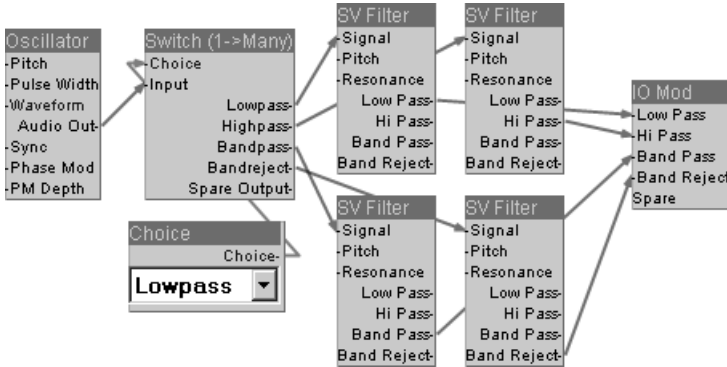 Oscillator
-Pitch
-Pulse Width
-Waveform
Audio Out-
-Sync
-Phase Mod
-PM Depth
Switch (1->Many)
-Choice
-Input
Lowpass-
Highpass-
Bandpass-
Bandreject-
Spare Output-
Choice
Choice-
Lowpass
SV Filter
-Signal
-Pitch
-Resonance
Low Pass-
Hi Pass-
Band Pass-
Band Reject-
SV Filter
-Signal
-Pitch
-Resonance
Low Pass-
Hi Pass-
Band Pass-
Band Reject-
SV Filter
-Signal
-Pitch
-Resonance
Low Pass-
Hi Pass-
Band Pass-
Band Reject-
SV Filter
-Signal
-Pitch
-Resonance
Low Pass-
Hi Pass-
Band Pass-
Band Reject-
IO Mod
-Low Pass
-Hi Pass
-Band Pass
-Band Reject
Spare